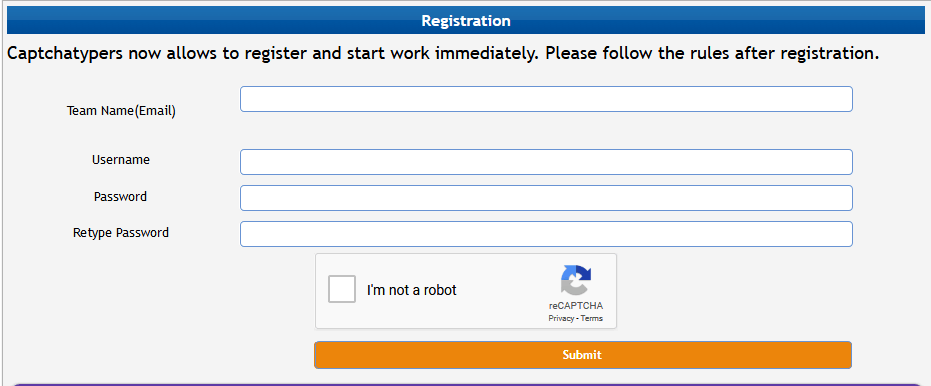 Registration
Captchatypers now allows to register and start work immediately. Please follow the rules after registration.
Team Name(Email)
Username
Password
Retype Password
I'm not a robot
reCAPTCHA
Privacy - Terms
Submit